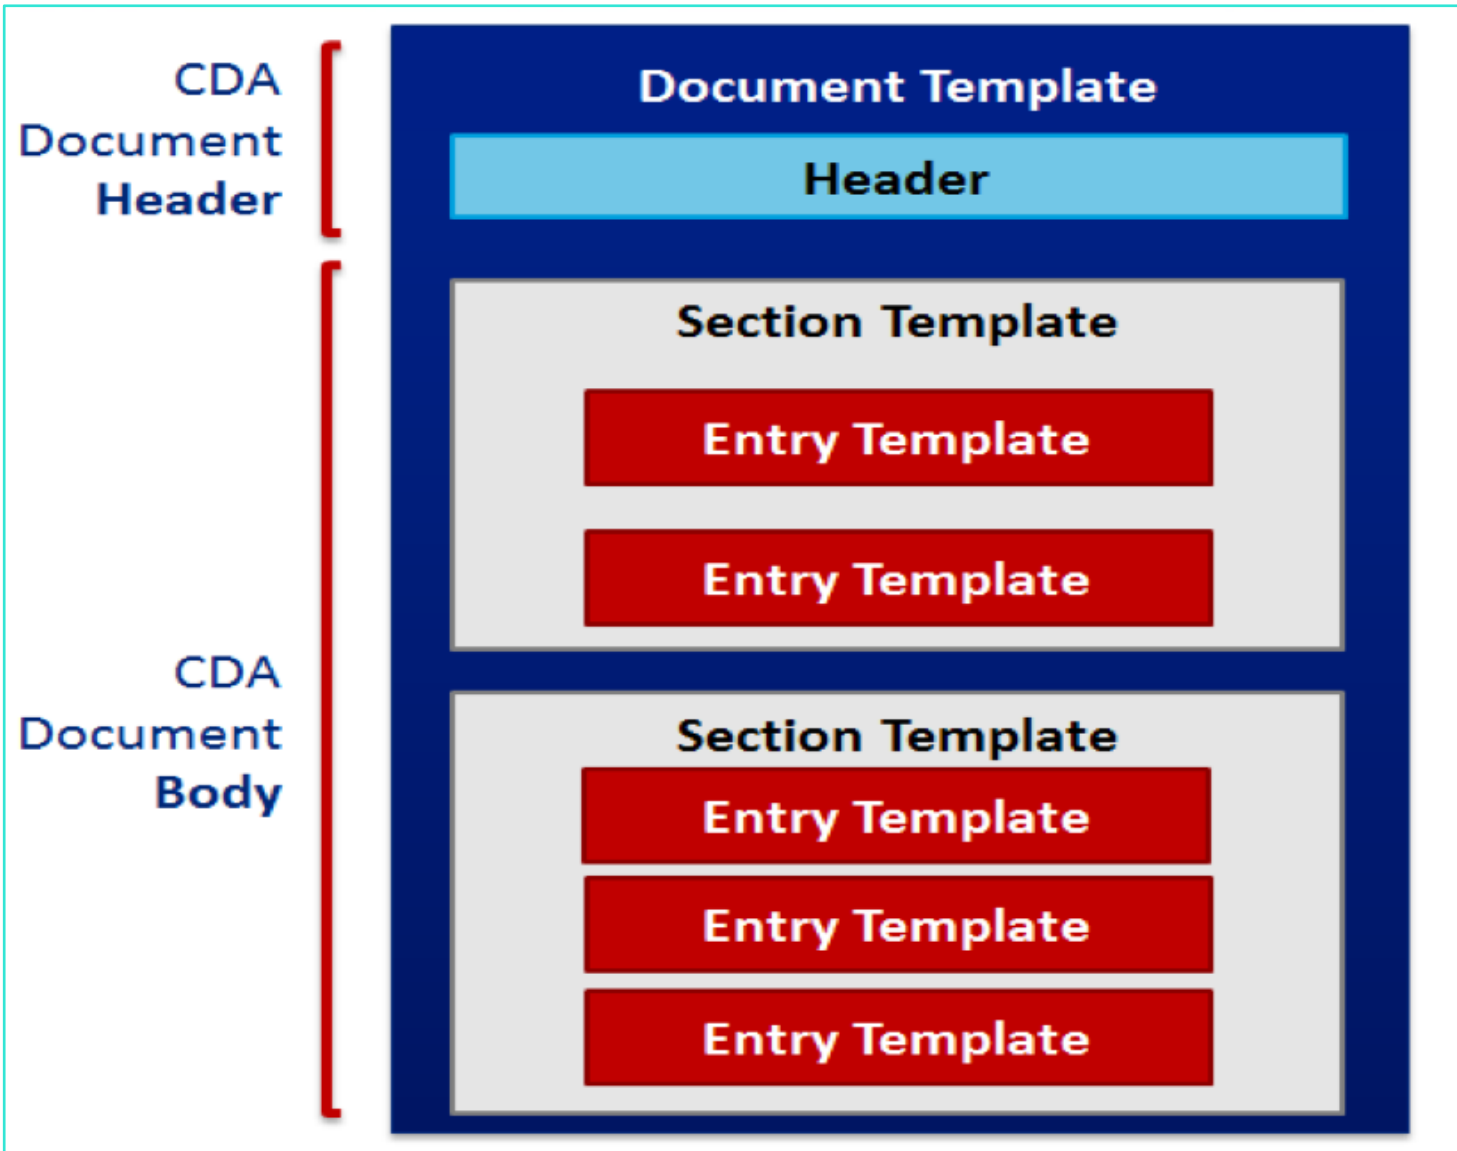 CDA
Document
Header
Document Template
Header
CDA
Document
Body
Section Template
Entry Template
Entry Template
Section Template
Entry Template
Entry Template
Entry Template